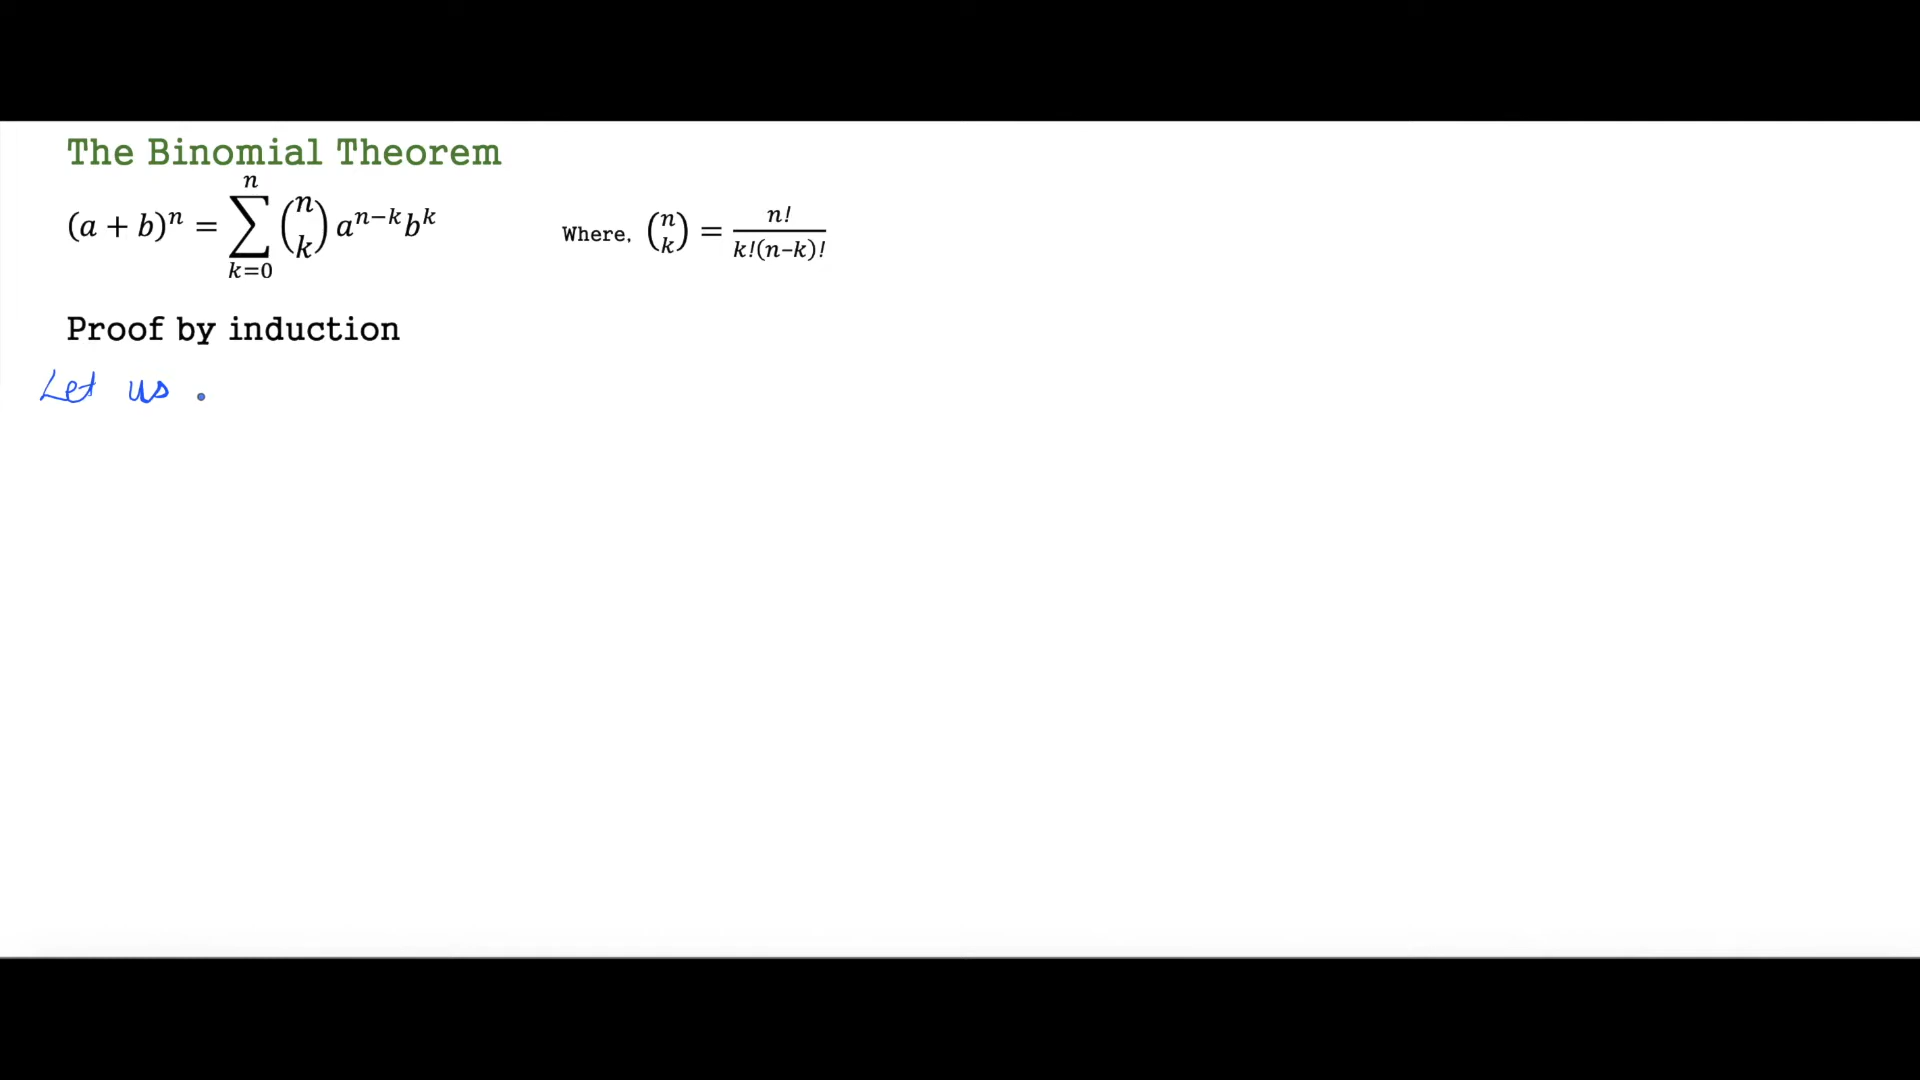 The Binomial Theorem
(a + b)^n = \sum_{k=0}^{n} \binom{n}{k} a^{n-k} b^k
Where, \binom{n}{k} = \frac{n!}{k!(n-k)!}
Proof by induction
Let us